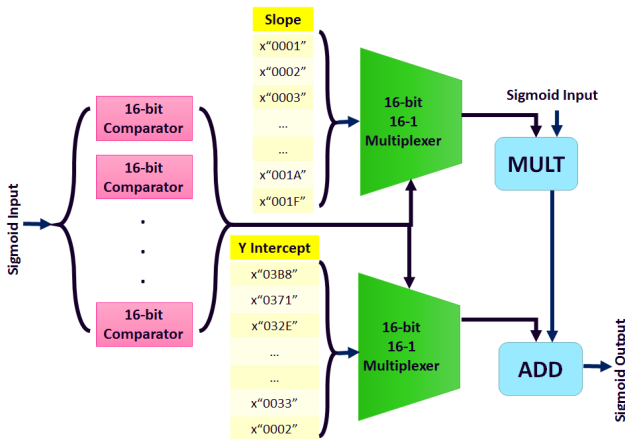 Slope
x“0001”
x“0002”
x“0003”
...
...
x“001A”
x“001F”
16-bit
16-1
Multiplexer
Sigmoid Input
MULT
16-bit
Comparator
16-bit
Comparator
.
.
.
16-bit
Comparator
Sigmoid Input
Y Intercept
x“03B8”
x“0371”
x“032E”
...
...
x“0033”
x“0002”
16-bit
16-1
Multiplexer
ADD
Sigmoid Output